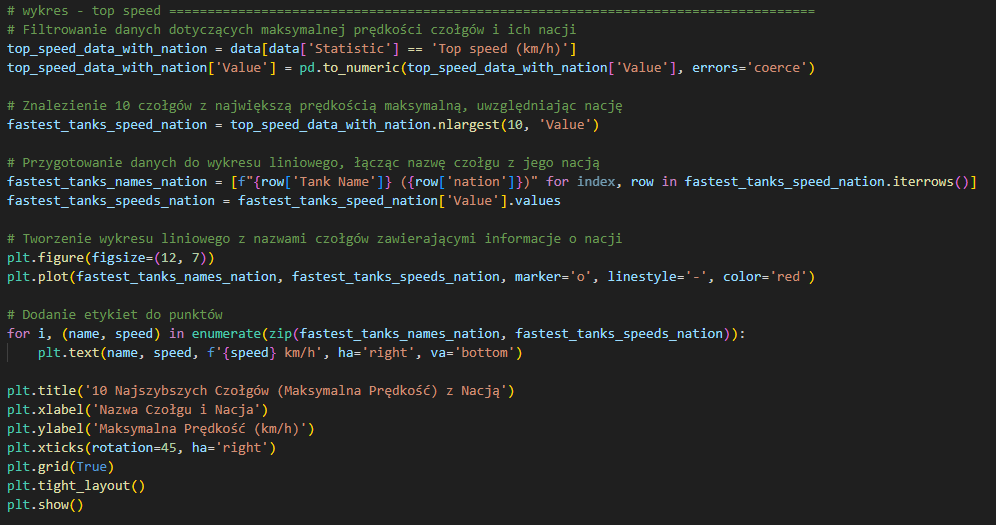 # wykres - top speed ==================================================================================
# Filtrowanie danych dotyczących maksymalnej prędkości czołgów i ich nacji
top_speed_data_with_nation = data[data['Statistic'] == 'Top speed (km/h)']
top_speed_data_with_nation['Value'] = pd.to_numeric(top_speed_data_with_nation['Value'], errors='coerce')
# Znalezienie 10 czołgów z największą prędkością maksymalną, uwzględniając nację
fastest_tanks_speed_nation = top_speed_data_with_nation.nlargest(10, 'Value')
# Przygotowanie danych do wykresu liniowego, łącząc nazwę czołgu z jego nacją
fastest_tanks_names_nation = [f"{row['Tank Name']} ({row['nation']})" for index, row in fastest_tanks_speed_nation.iterrows()]
fastest_tanks_speeds_nation = fastest_tanks_speed_nation['Value'].values
# Tworzenie wykresu liniowego z nazwami czołgów zawierającymi informacje o nacji
plt.figure(figsize=(12, 7))
plt.plot(fastest_tanks_names_nation, fastest_tanks_speeds_nation, marker='o', linestyle='-', color='red')
# Dodanie etykiet do punktów
for i, (name, speed) in enumerate(zip(fastest_tanks_names_nation, fastest_tanks_speeds_nation)):
    plt.text(name, speed, f'{speed} km/h', ha='right', va='bottom')
plt.title('10 Najszybszych Czołgów (Maksymalna Prędkość) z Nacją')
plt.xlabel('Nazwa Czołgu i Nacja')
plt.ylabel('Maksymalna Prędkość (km/h)')
plt.xticks(rotation=45, ha='right')
plt.grid(True)
plt.tight_layout()
plt.show()